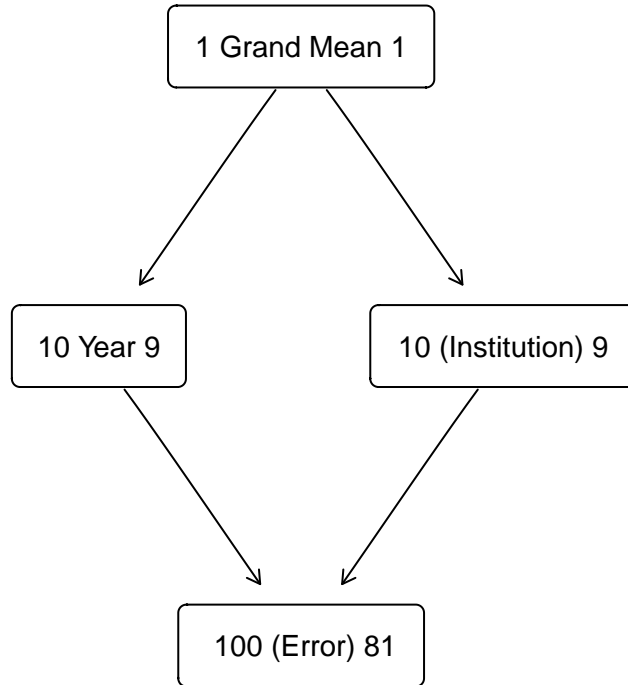 1 Grand Mean 1
10 Year 9
10 (Institution) 9
100 (Error) 81